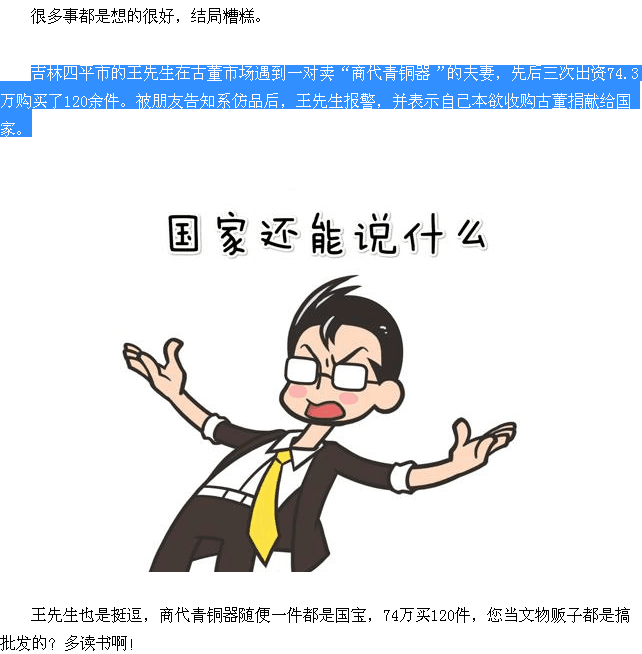 很多事都是想的很好，结局糟糕。
吉林四平市的王先生在古董市场遇到一对卖“商代青铜器”的夫妻，先后三次出资74.3
万购买了120余件。被朋友告知系仿品后，王先生报警，并表示自己本欲收购古董捐献给国
家。
国家还能说什么
王先生也是挺逗，商代青铜器随便一件都是国宝，74万买120件，您当文物贩子都是搞
批发的？多读书啊！